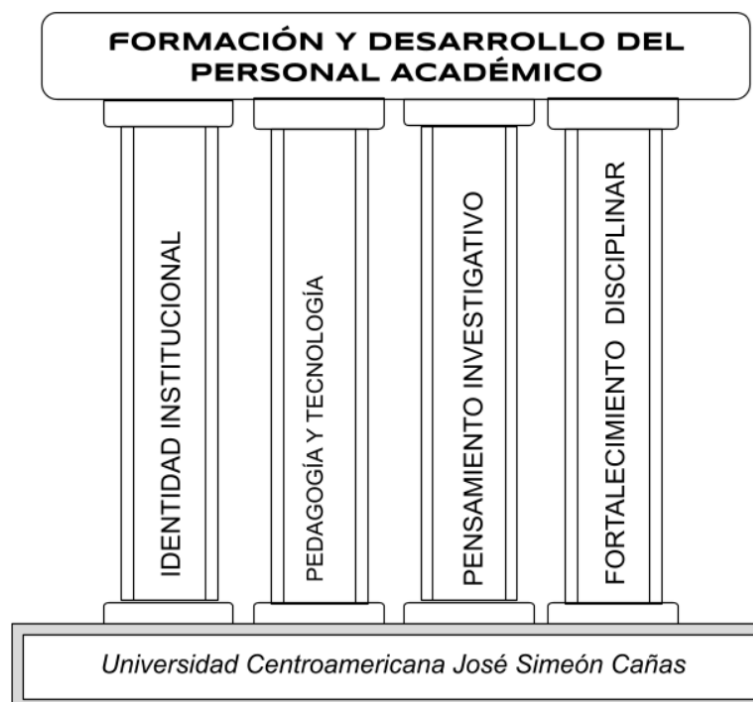 FORMACIÓN Y DESARROLLO DEL
PERSONAL ACADÉMICO
IDENTIDAD INSTITUCIONAL
PEDAGOGÍA Y TECNOLOGÍA
PENSAMIENTO INVESTIGATIVO
FORTALECIMIENTO DISCIPLINAR
Universidad Centroamericana José Simeón Cañas